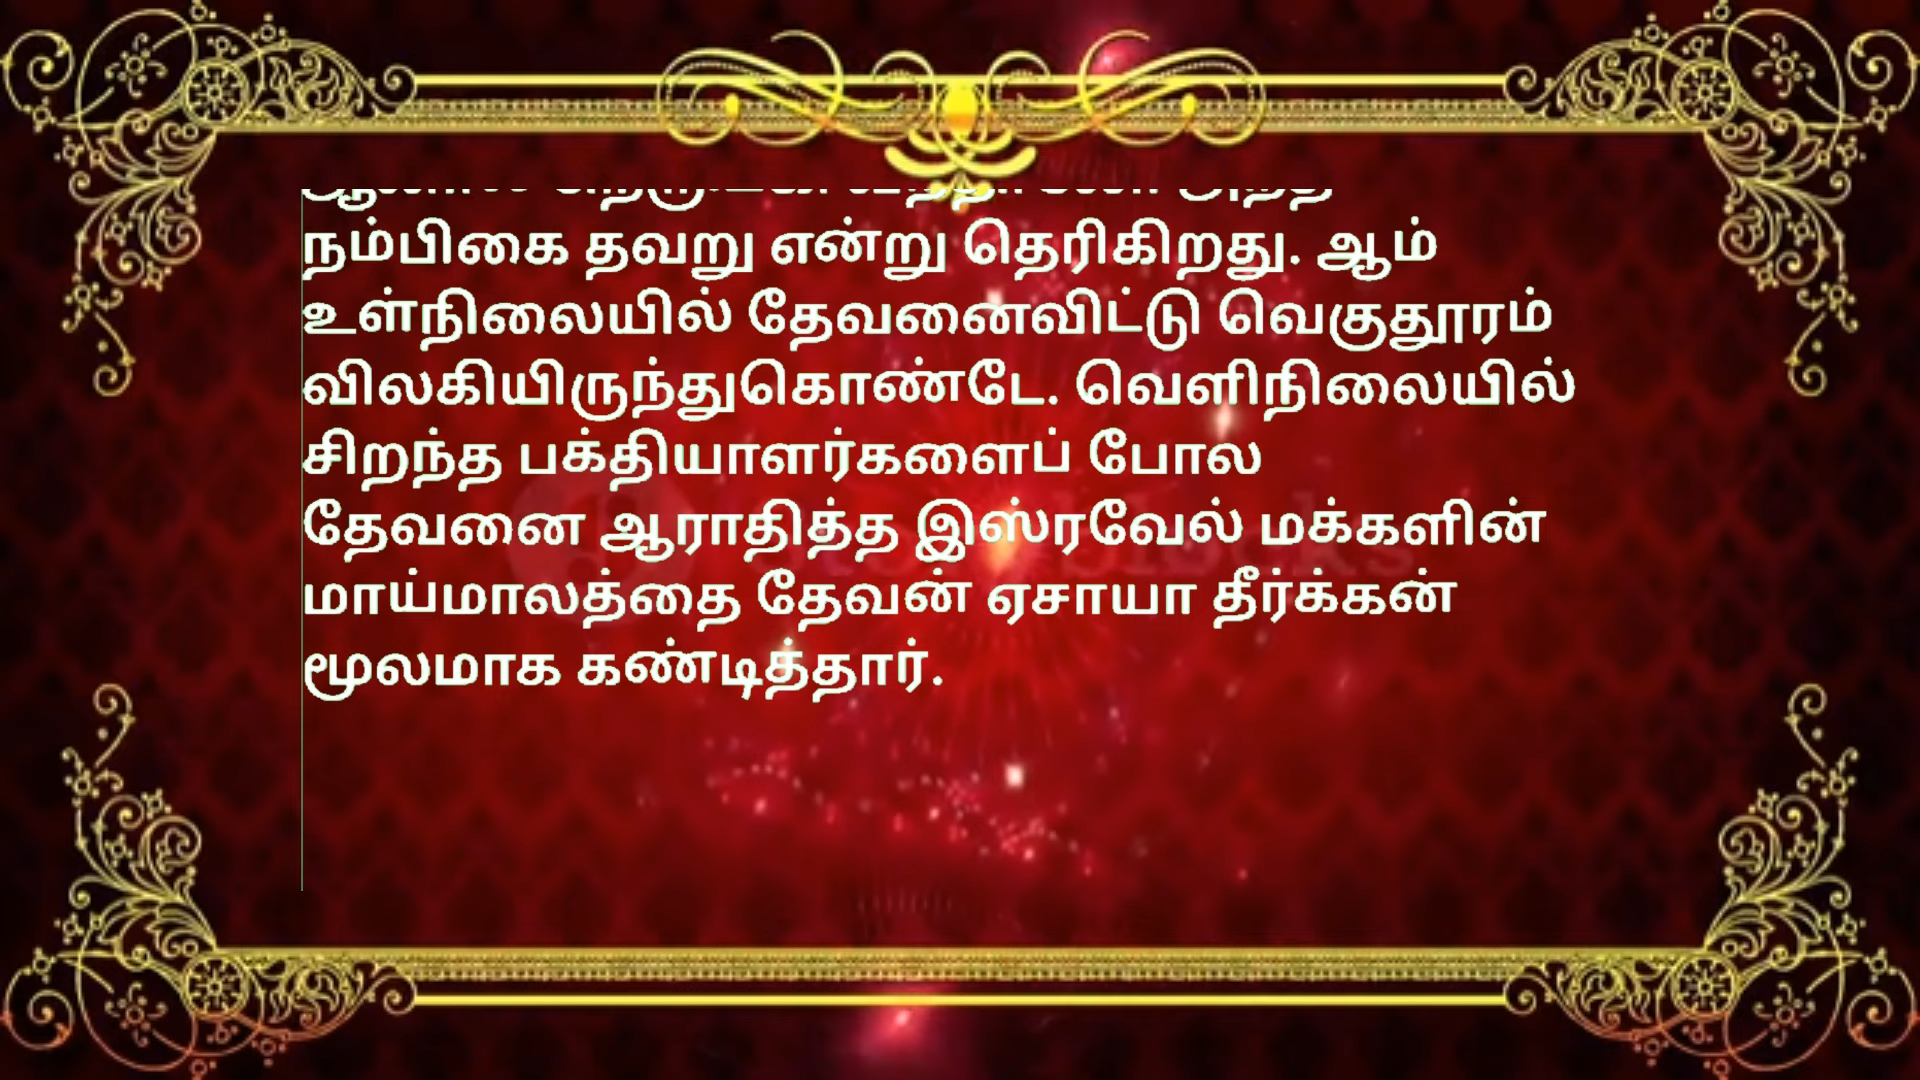 நம்பிகை தவறு என்று தெரிகிறது. ஆம்
உள்நிலையில் தேவனைவிட்டு வெகுதூரம்
விலகியிருந்துகொண்டே. வெளிநிலையில்
சிறந்த பக்தியாளர்களைப் போல
தேவனை ஆராதித்த இஸ்ரவேல் மக்களின்
மாய்மாலத்தை தேவன் ஏசாயா தீர்க்கன்
மூலமாக கண்டித்தார்.